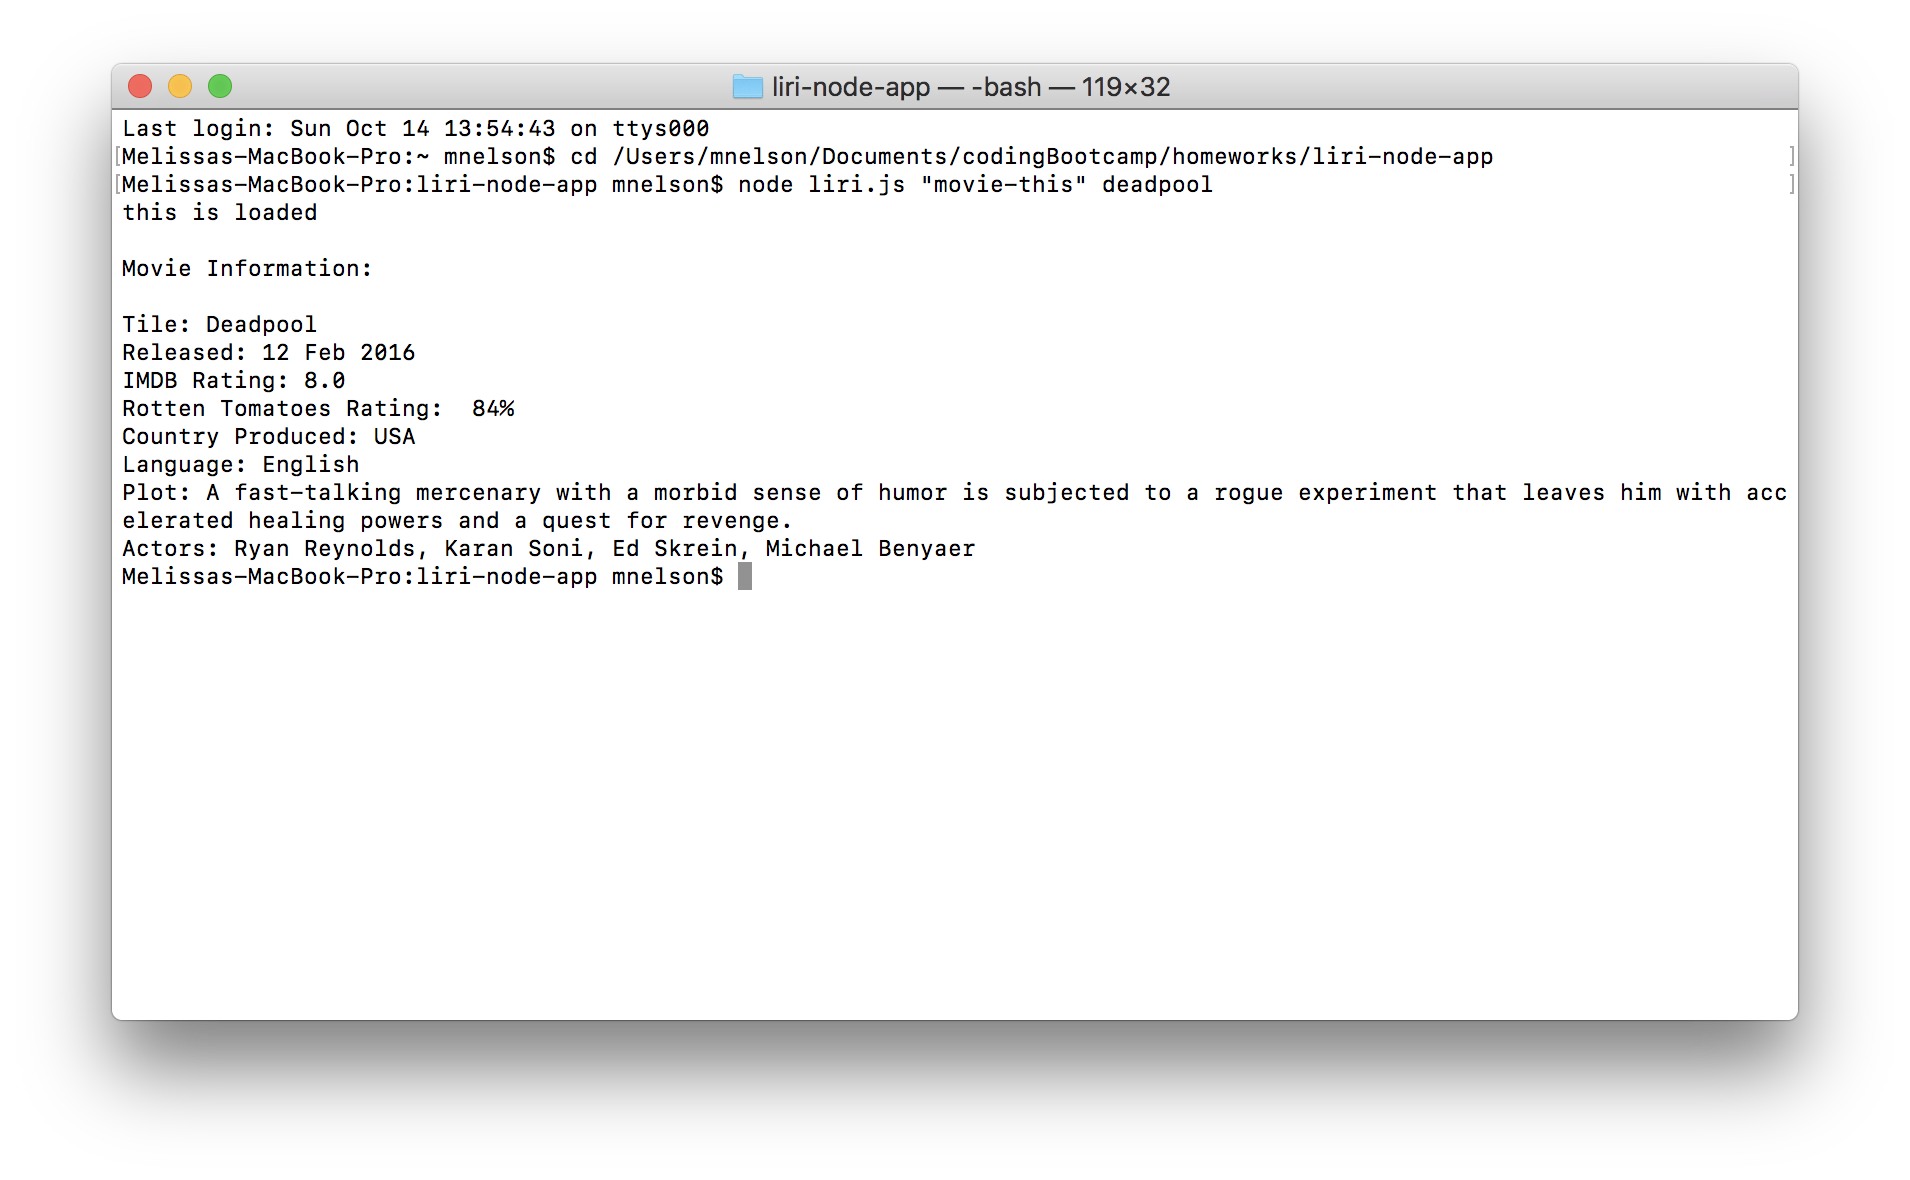 liri-node-app — -bash — 119×32
Last login: Sun Oct 14 13:54:43 on ttys000
[Melissas-MacBook-Pro:~ mnelson$ cd /Users/mnelson/Documents/codingBootcamp/homeworks/liri-node-app ]
[Melissas-MacBook-Pro:liri-node-app mnelson$ node liri.js "movie-this" deadpool ]
this is loaded
Movie Information:
Tile: Deadpool
Released: 12 Feb 2016
IMDB Rating: 8.0
Rotten Tomatoes Rating:  84%
Country Produced: USA
Language: English
Plot: A fast-talking mercenary with a morbid sense of humor is subjected to a rogue experiment that leaves him with acc
elerated healing powers and a quest for revenge.
Actors: Ryan Reynolds, Karan Soni, Ed Skrein, Michael Benyaer
Melissas-MacBook-Pro:liri-node-app mnelson$